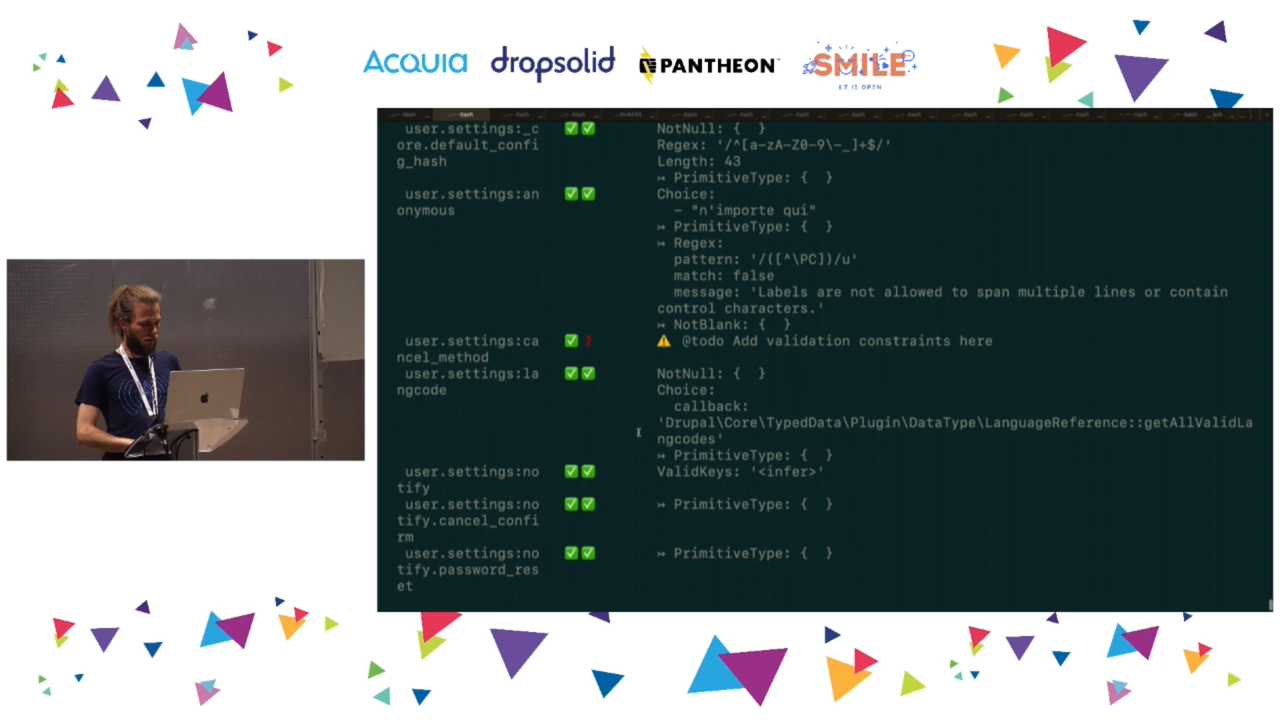 ACQUIA dropsolid PANTHEON SMILE
I.T IS OPEN
user.settings:_c ✅✅ NotNull: {  }
ore.default_confi Regex: '/^[a-zA-Z0-9\-_]+$/'
g_hash Length: 43
↣ PrimitiveType: {  }
user.settings:an ✅✅ Choice:
onymous - "n'importe qui"
↣ PrimitiveType: {  }
↣ Regex:
pattern: '/([^\PC])/u'
match: false
message: 'Labels are not allowed to span multiple lines or contain
control characters.'
↣ NotBlank: {  }
user.settings:ca ✅❓ ⚠️ @todo Add validation constraints here
ncel_method
user.settings:la ✅✅ NotNull: {  }
ngcode Choice:
callback:
'Drupal\Core\TypedData\Plugin\DataType\LanguageReference::getAllValidLa
ngcodes'
↣ PrimitiveType: {  }
user.settings:no ✅✅ ValidKeys: '<infer>'
tify
user.settings:no ✅✅ ↣ PrimitiveType: {  }
tify.cancel_confi
rm
user.settings:no ✅✅ ↣ PrimitiveType: {  }
tify.password_res
et